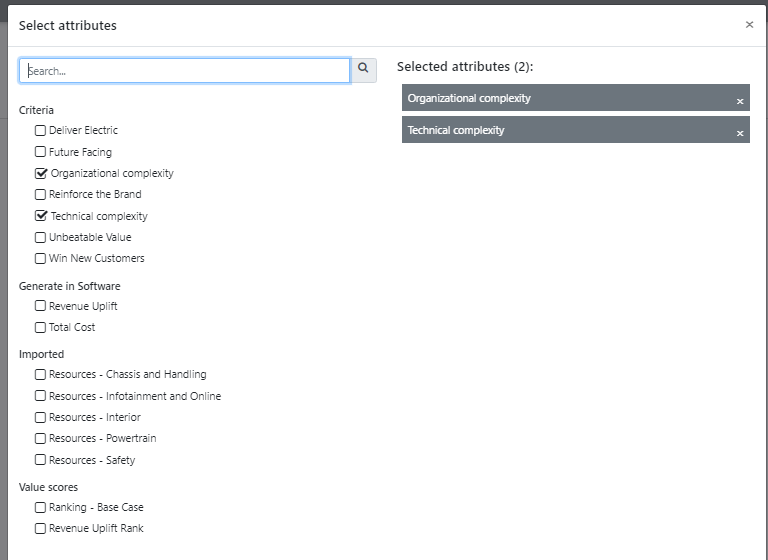 Select attributes
×
Search...
Selected attributes (2):
Organizational complexity ×
Technical complexity ×
Criteria
Deliver Electric
Future Facing
Organizational complexity
Reinforce the Brand
Technical complexity
Unbeatable Value
Win New Customers
Generate in Software
Revenue Uplift
Total Cost
Imported
Resources - Chassis and Handling
Resources - Infotainment and Online
Resources - Interior
Resources - Powertrain
Resources - Safety
Value scores
Ranking - Base Case
Revenue Uplift Rank